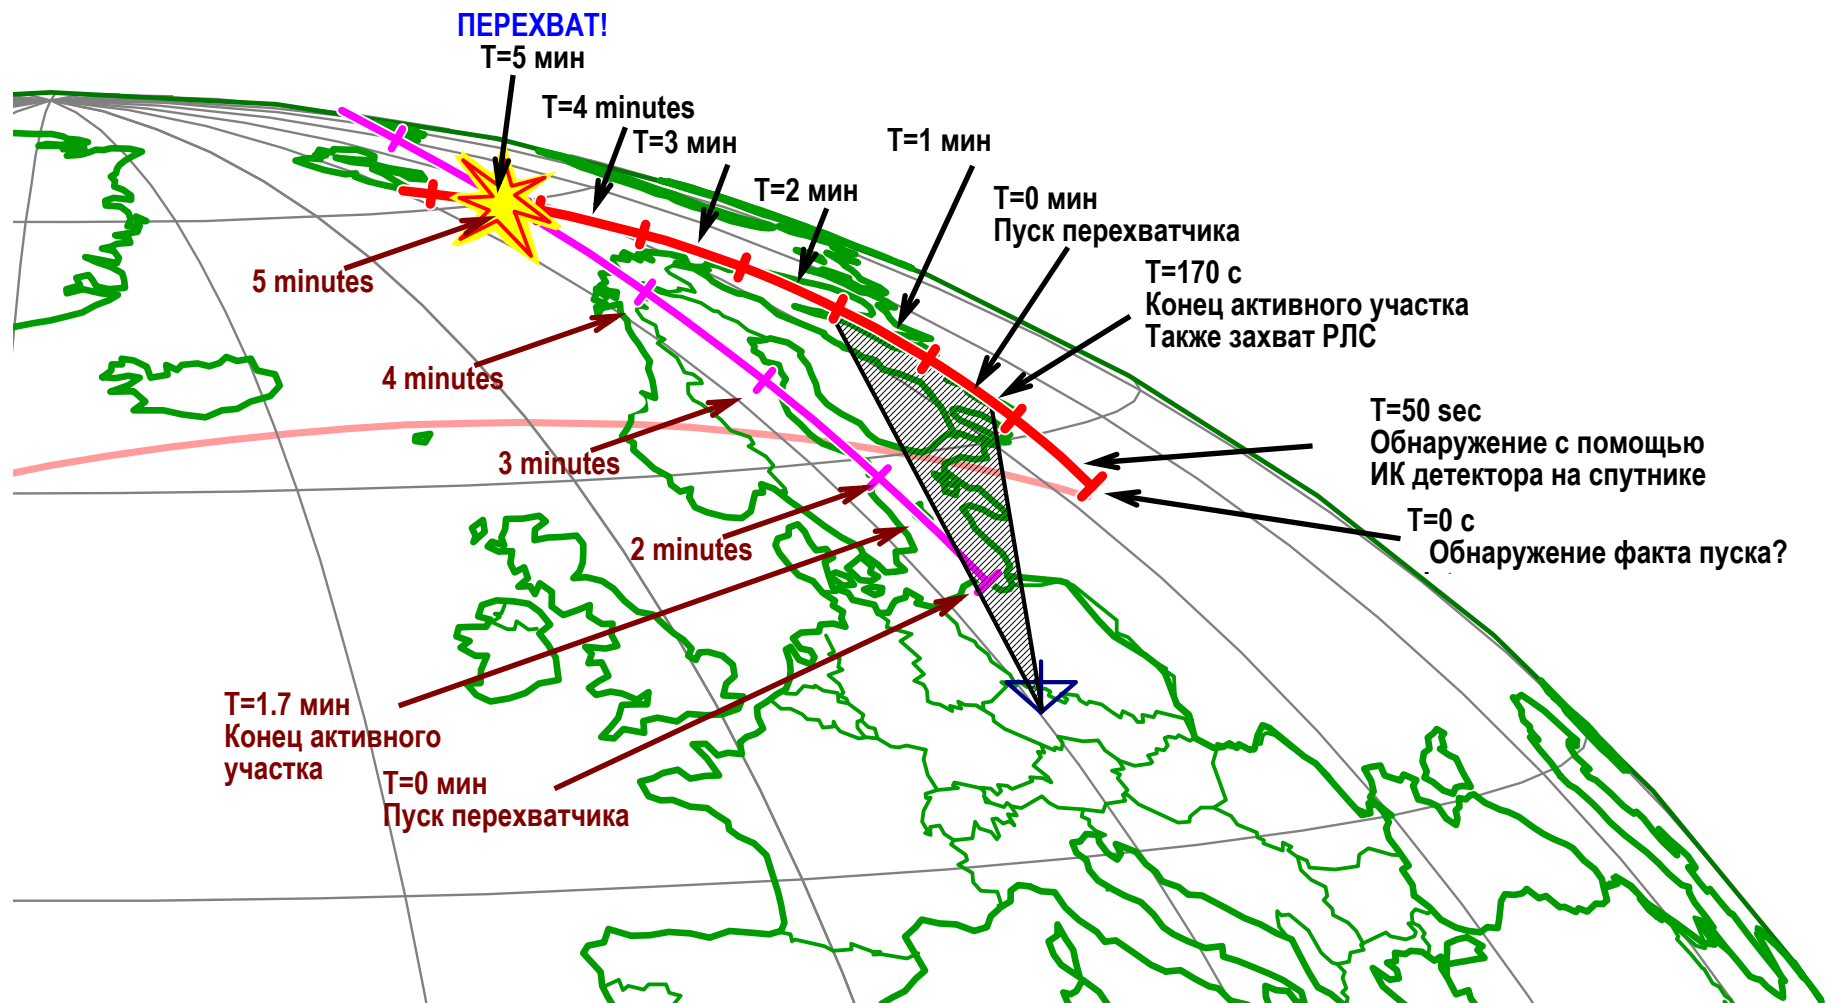 ПЕРЕХВАТ!
T=5 мин
T=4 minutes
T=3 мин
T=2 мин
T=1 мин
T=0 мин
Пуск перехватчика
T=170 с
Конец активного участка
Также захват РЛС
T=50 sec
Обнаружение с помощью
ИК детектора на спутнике
T=0 с
Обнаружение факта пуска?
5 minutes
4 minutes
3 minutes
2 minutes
T=1.7 мин
Конец активного
участка
T=0 мин
Пуск перехватчика